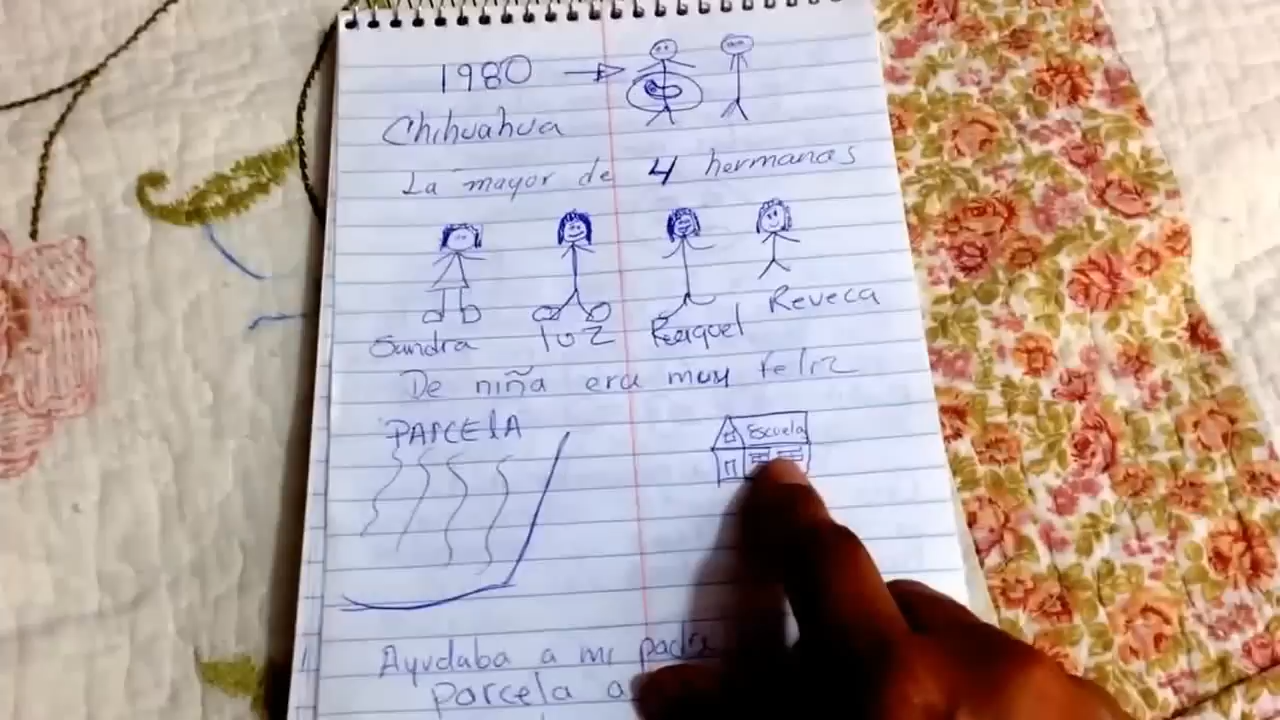 1980
Chihuahua
La mayor de 4 hermanas
Sandra luz Raquel Reveca
De niña era muy feliz
PARCELA Escuela
Ayudaba a mi padre
parcela a